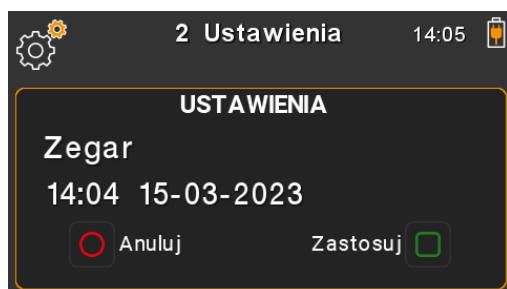 2 Ustawienia 14:05
USTAWIENIA
Zegar
14:04 15-03-2023
Anuluj Zastosuj